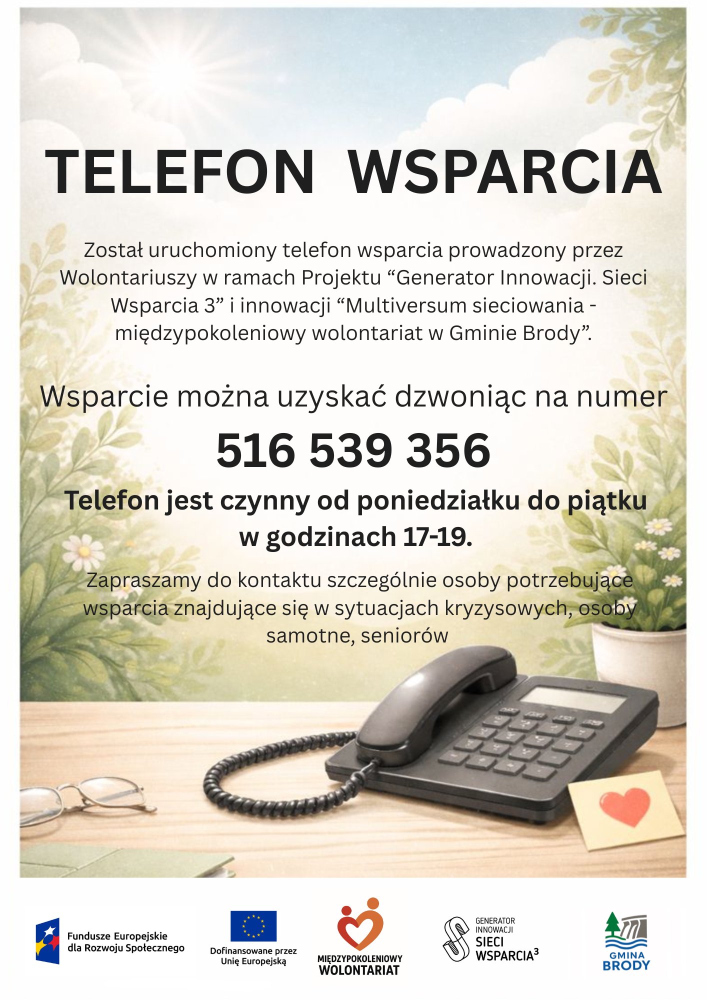 TELEFON WSPARCIA
Został uruchomiony telefon wsparcia prowadzony przez
Wolontariuszy w ramach Projektu “Generator Innowacji. Sieci
Wsparcia 3” i innowacji “Multiversum sieciowania -
międzypokoleniowy wolontariat w Gminie Brody”.
Wsparcie można uzyskać dzwoniąc na numer
516 539 356
Telefon jest czynny od poniedziałku do piątku
w godzinach 17-19.
Zapraszamy do kontaktu szczególnie osoby potrzebujące
wsparcia znajdujące się w sytuacjach kryzysowych, osoby
samotne, seniorów
Fundusze Europejskie
dla Rozwoju Społecznego
Dofinansowane przez
Unię Europejską
MIĘDZYPOKOLENIOWY
WOLONTARIAT
GENERATOR
INNOWACJI
SIECI
WSPARCIA³
GMINA
BRODY